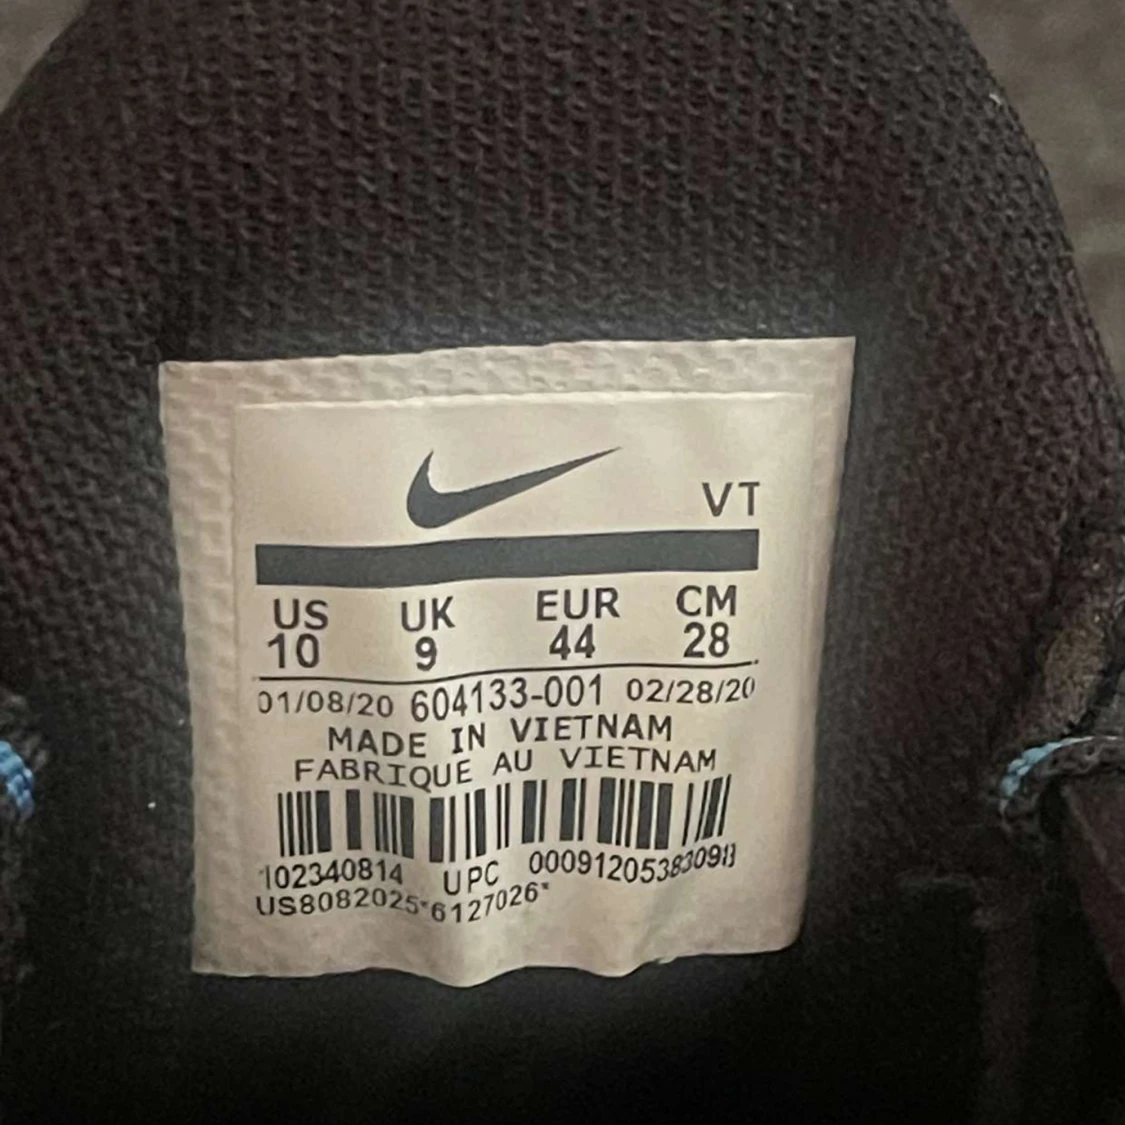 VT
US UK EUR CM
10 9 44 28
01/08/20 604133-001 02/28/20
MADE IN VIETNAM
FABRIQUE AU VIETNAM
102340814 UPC
US8082025*6127026*